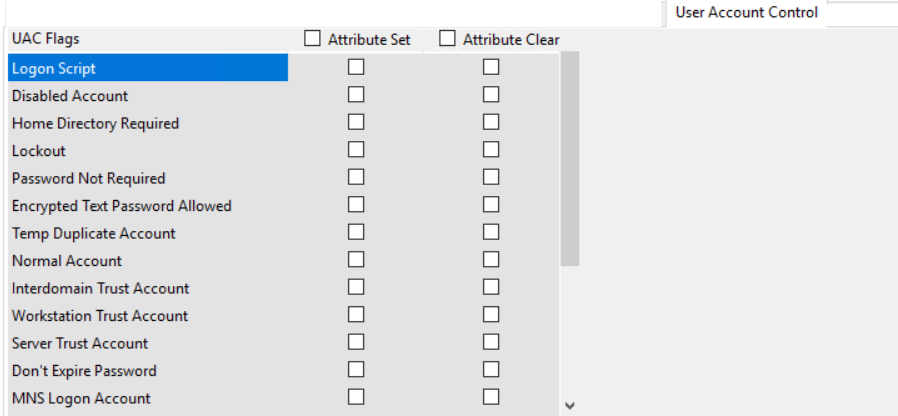 User Account Control
UAC Flags Attribute Set Attribute Clear
Logon Script
Disabled Account
Home Directory Required
Lockout
Password Not Required
Encrypted Text Password Allowed
Temp Duplicate Account
Normal Account
Interdomain Trust Account
Workstation Trust Account
Server Trust Account
Don't Expire Password
MNS Logon Account